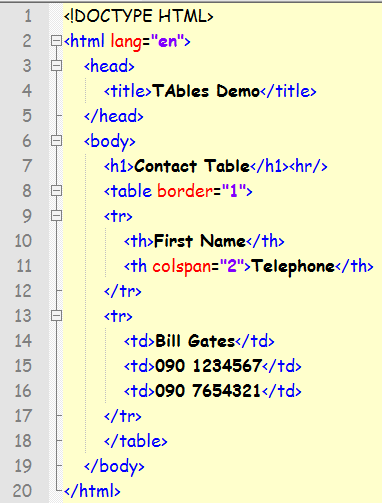 1 <!DOCTYPE HTML>
2 <html lang="en">
3 <head>
4 <title>TAbles Demo</title>
5 </head>
6 <body>
7 <h1>Contact Table</h1><hr/>
8 <table border="1">
9 <tr>
10 <th>First Name</th>
11 <th colspan="2">Telephone</th>
12 </tr>
13 <tr>
14 <td>Bill Gates</td>
15 <td>090 1234567</td>
16 <td>090 7654321</td>
17 </tr>
18 </table>
19 </body>
20 </html>